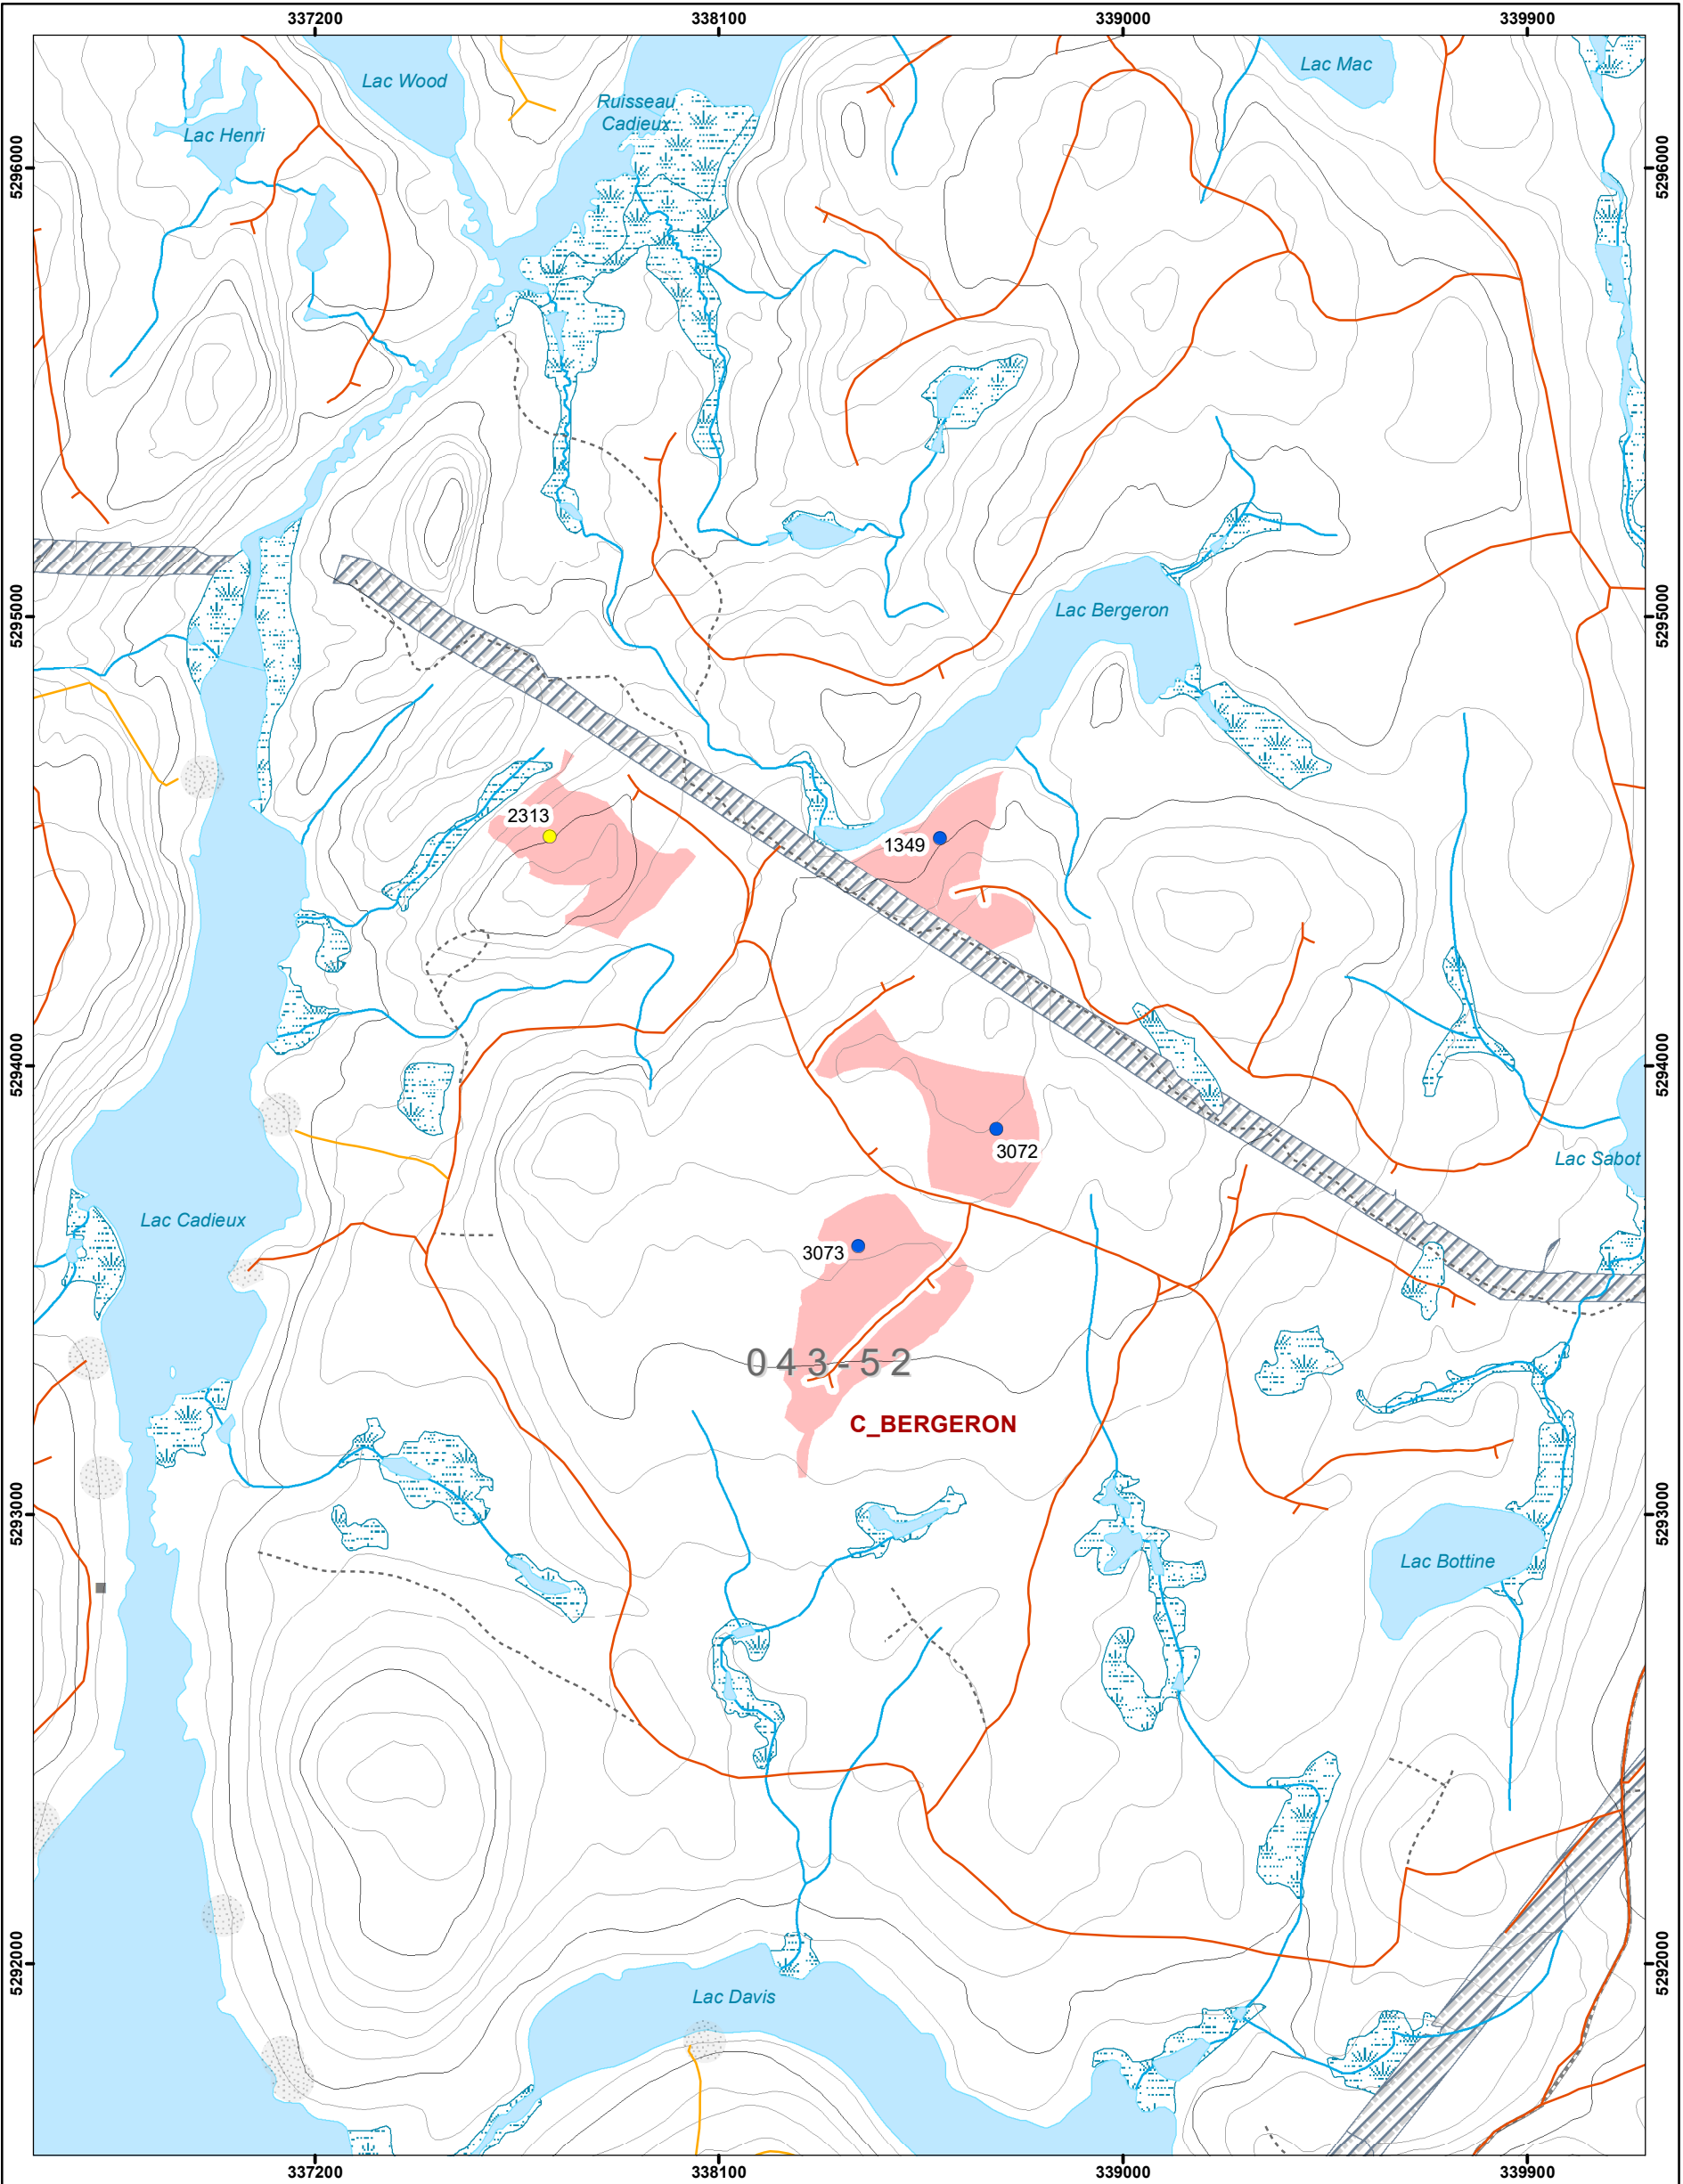 337200
338100
339000
339900
Lac Wood
Lac Mac
Ruisseau
Cadieux
Lac Henri
5296000
5296000
Lac Bergeron
5295000
5295000
2313
1349
5294000
5294000
3072
Lac Sabot
Lac Cadieux
3073
043-52
C_BERGERON
5293000
5293000
Lac Bottine
5292000
5292000
Lac Davis
337200
338100
339000
339900